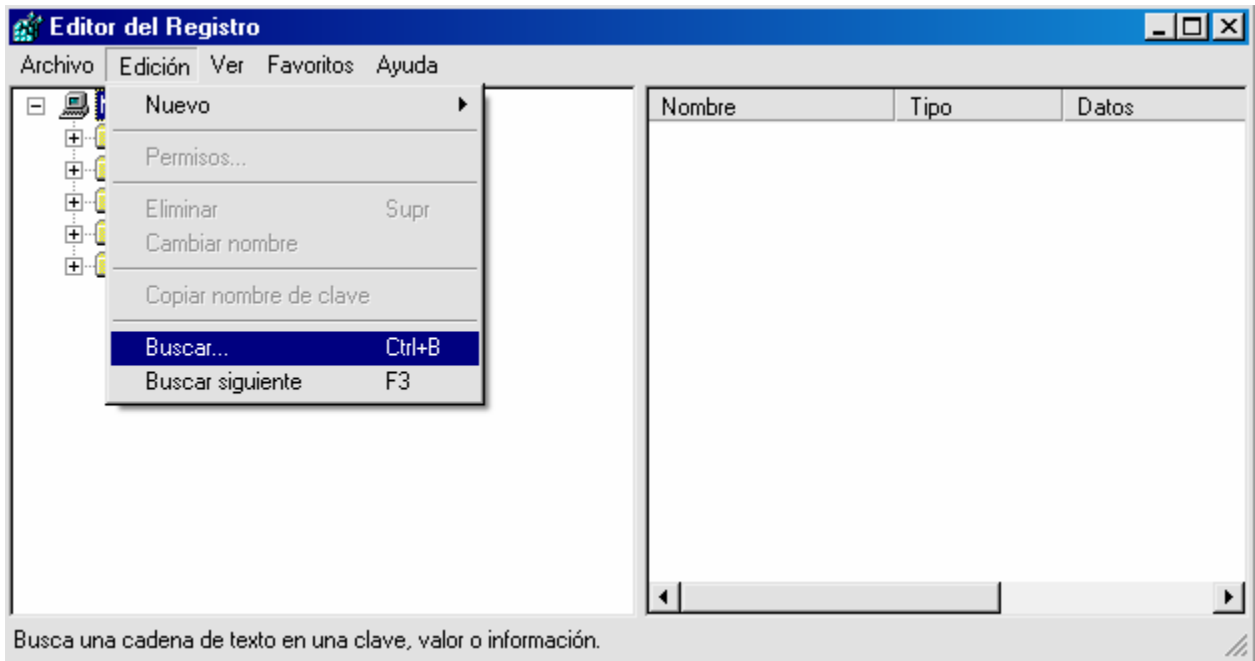 Editor del Registro
Archivo Edición Ver Favoritos Ayuda
Nuevo
Permisos...
Eliminar Supr
Cambiar nombre
Copiar nombre de clave
Buscar... Ctrl+B
Buscar siguiente F3
Nombre Tipo Datos
Busca una cadena de texto en una clave, valor o información.